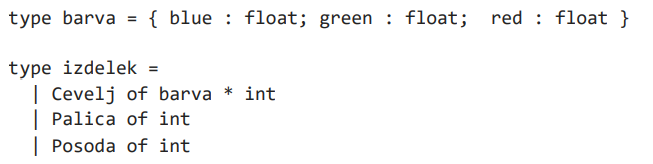 type barva = { blue : float; green : float;  red : float }
type izdelek =
  | Cevelj of barva * int
  | Palica of int
  | Posoda of int